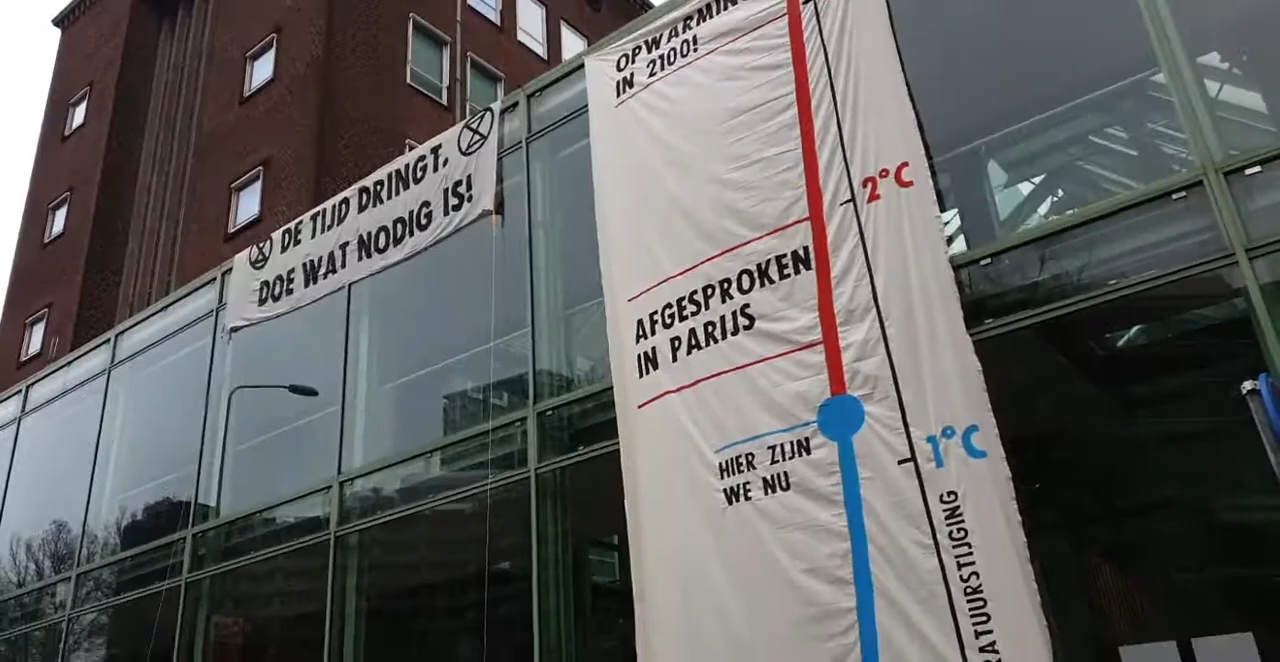 DE TIJD DRINGT.
DOE WAT NODIG IS!
OPWARMING
IN 2100!
2°C
AFGESPROKEN
IN PARIJS
1°C
HIER ZIJN
WE NU
RATUURSTIJGING